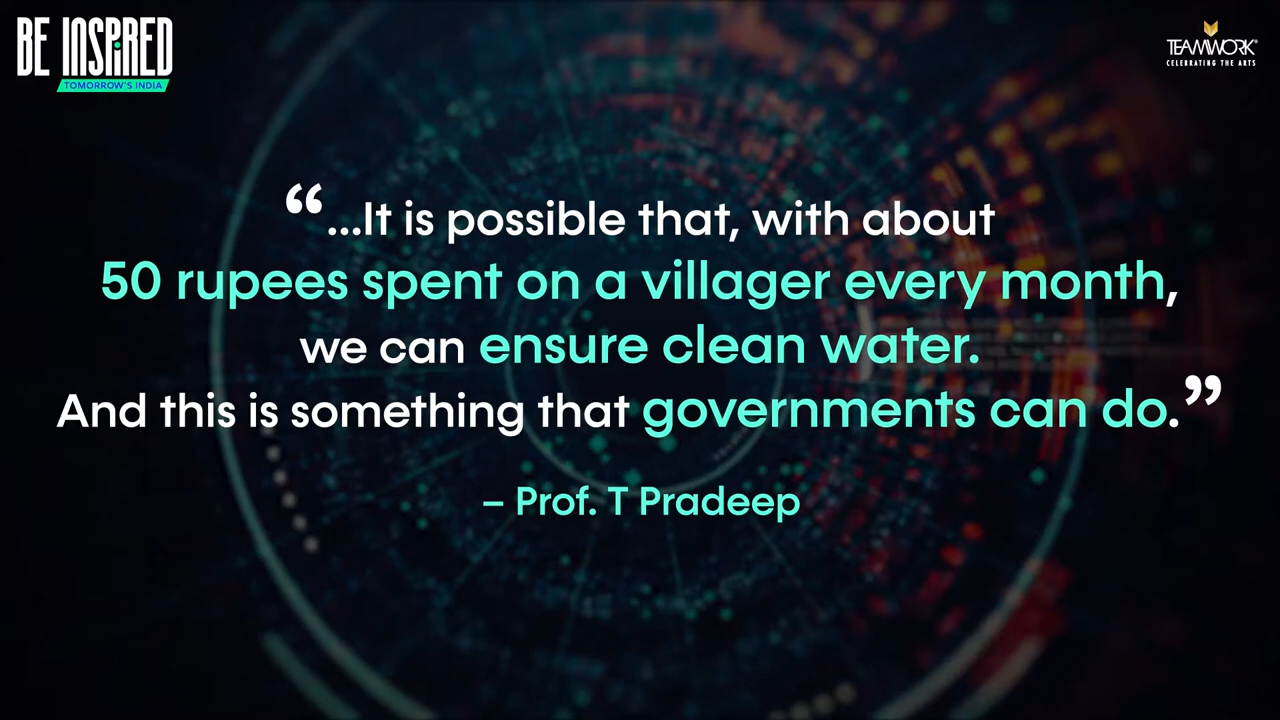 BE INSPIRED
TOMORROW'S INDIA
TEAMWORK®
CELEBRATING THE ARTS
“...It is possible that, with about
50 rupees spent on a villager every month,
we can ensure clean water.
And this is something that governments can do.”
– Prof. T Pradeep